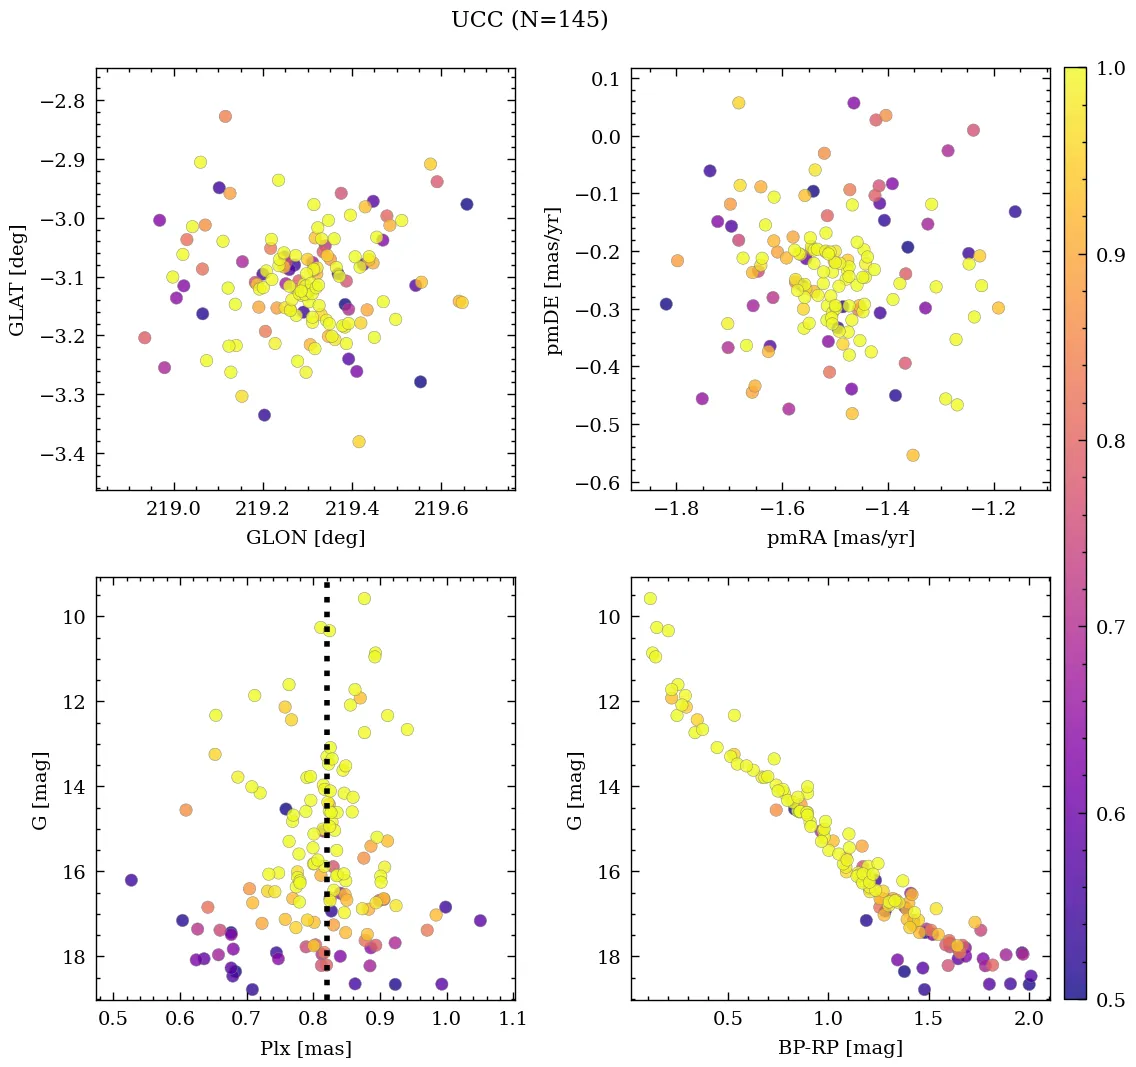 UCC (N=145)
−2.8
−2.9
−3.0
−3.1
−3.2
−3.3
−3.4
GLAT [deg]
219.0 219.2 219.4 219.6
GLON [deg]
0.1
0.0
−0.1
−0.2
−0.3
−0.4
−0.5
−0.6
pmDE [mas/yr]
−1.8 −1.6 −1.4 −1.2
pmRA [mas/yr]
10
12
14
16
18
G [mag]
0.5 0.6 0.7 0.8 0.9 1.0 1.1
Plx [mas]
10
12
14
16
18
G [mag]
0.5 1.0 1.5 2.0
BP-RP [mag]
1.0
0.9
0.8
0.7
0.6
0.5